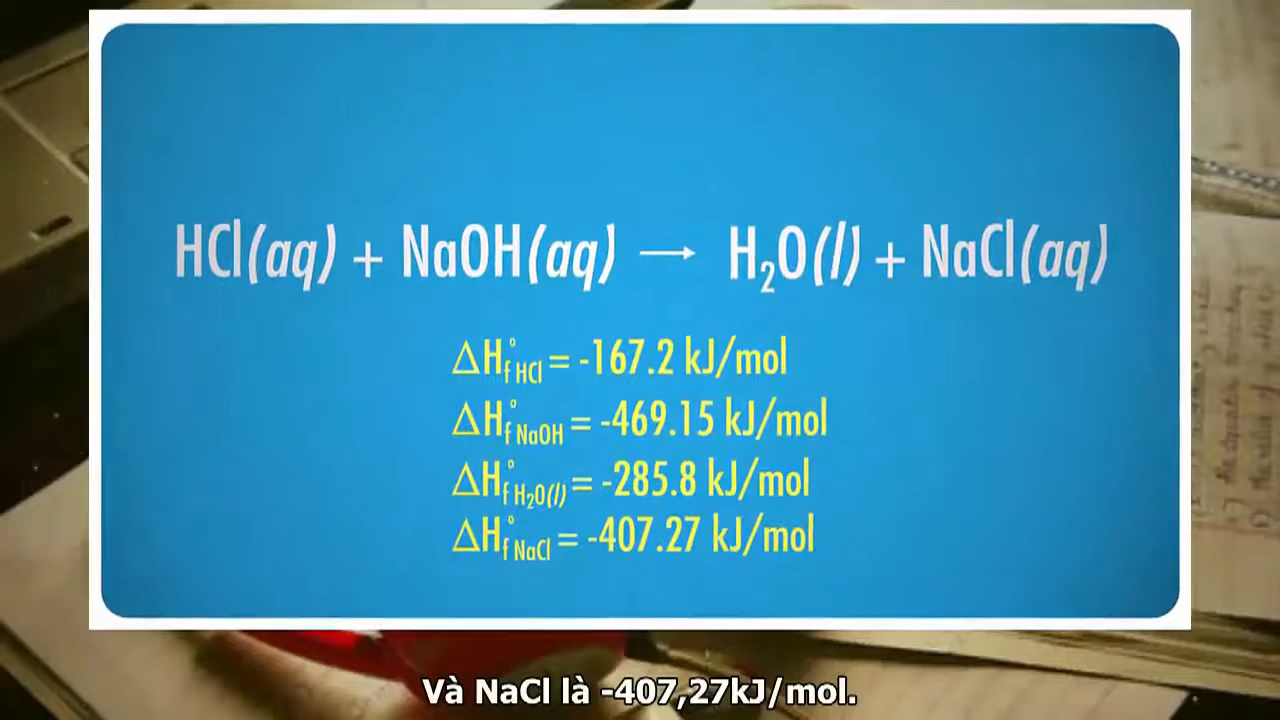 HCl(aq) + NaOH(aq) → H₂O(l) + NaCl(aq)
ΔH°f HCl = -167.2 kJ/mol
ΔH°f NaOH = -469.15 kJ/mol
ΔH°f H₂O(l) = -285.8 kJ/mol
ΔH°f NaCl = -407.27 kJ/mol
Và NaCl là -407,27kJ/mol.